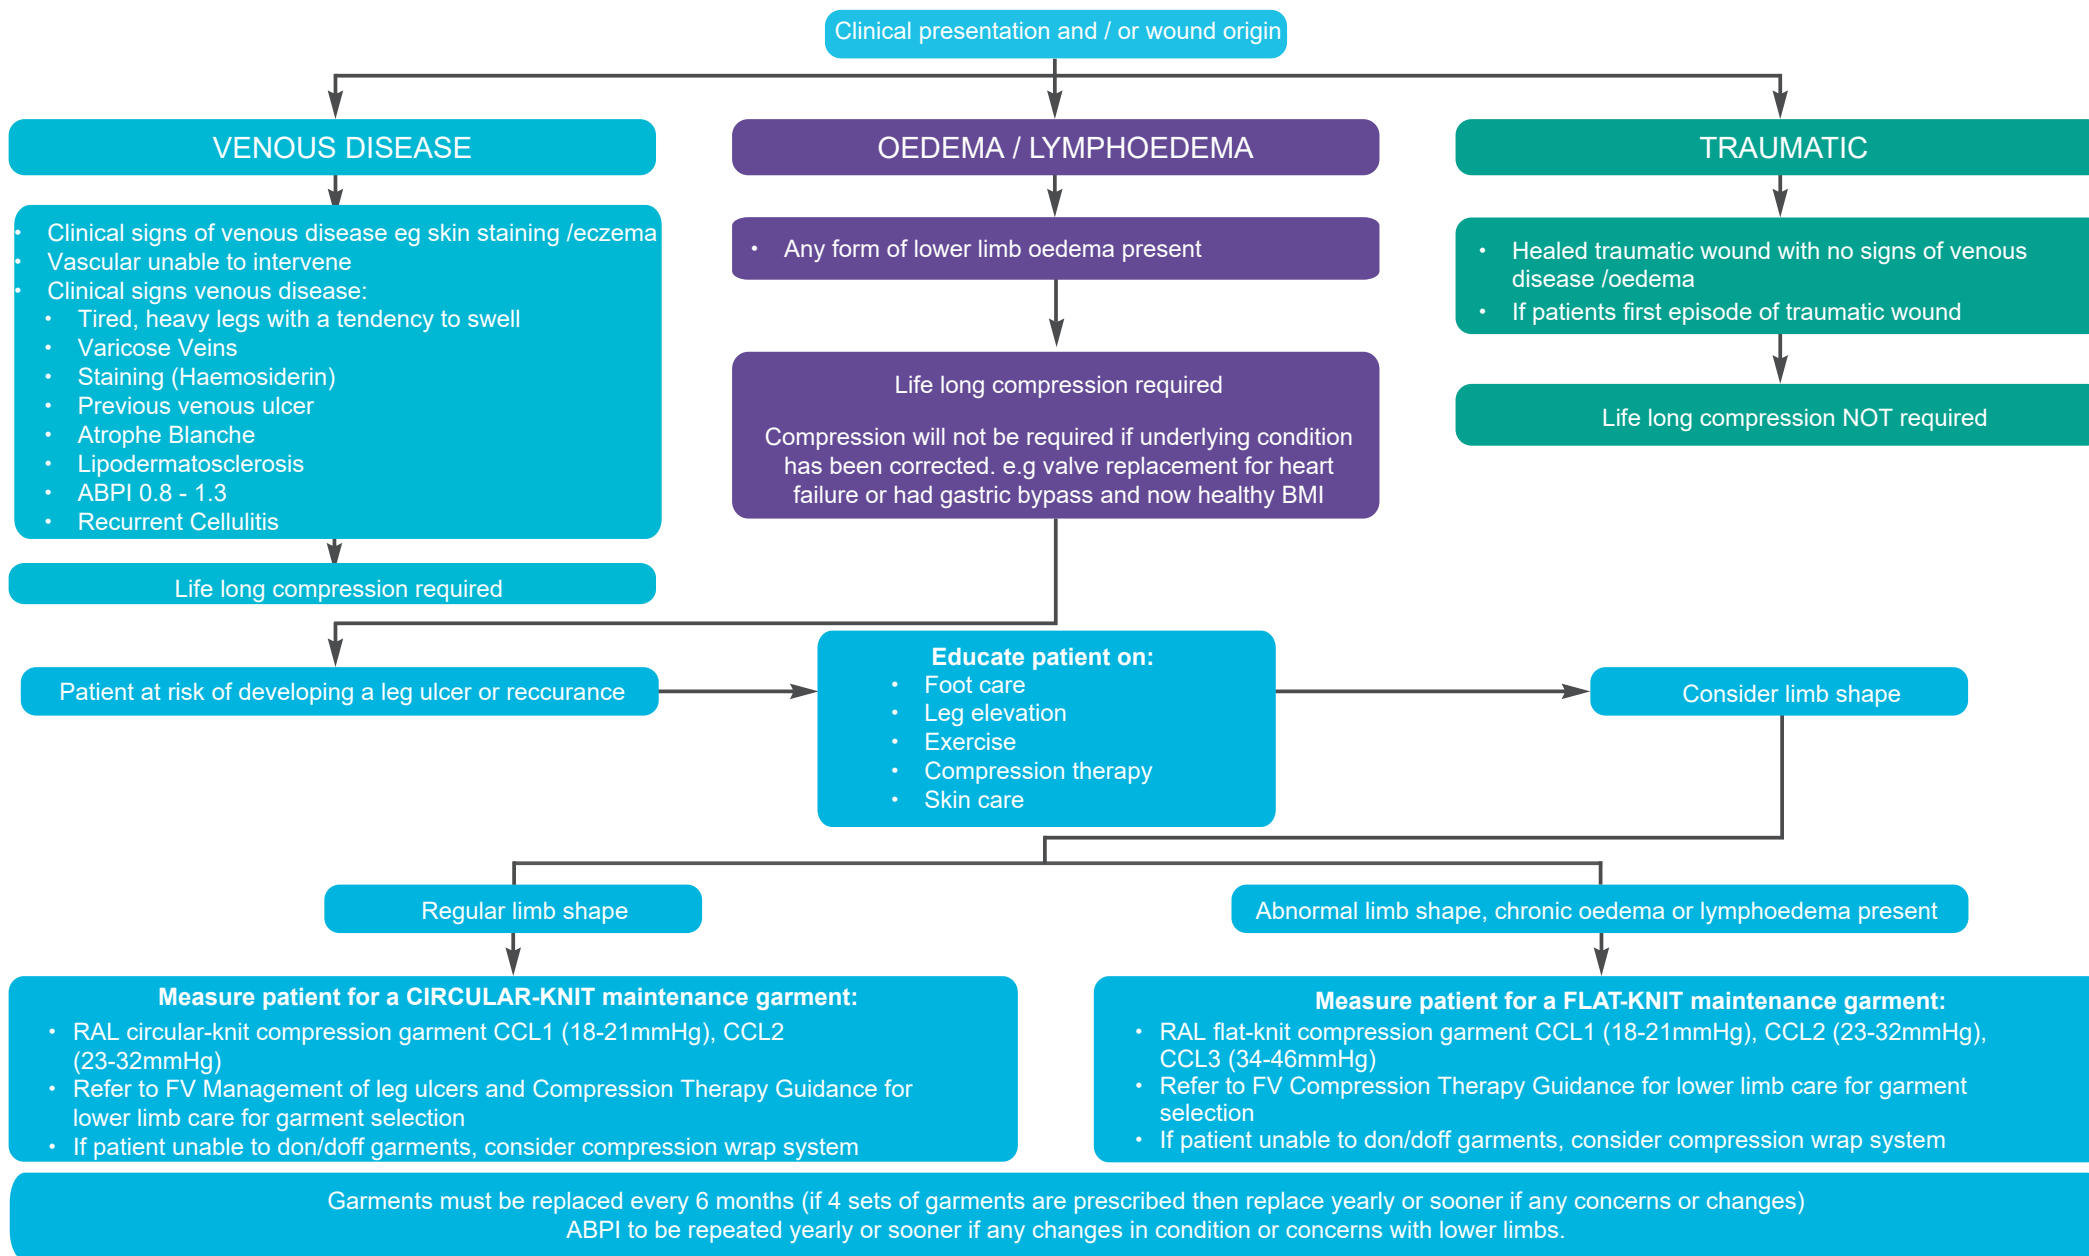 Clinical presentation and / or wound origin
VENOUS DISEASE
• Clinical signs of venous disease eg skin staining /eczema
• Vascular unable to intervene
• Clinical signs venous disease:
• Tired, heavy legs with a tendency to swell
• Varicose Veins
• Staining (Haemosiderin)
• Previous venous ulcer
• Atrophe Blanche
• Lipodermatosclerosis
• ABPI 0.8 - 1.3
• Recurrent Cellulitis
Life long compression required
OEDEMA / LYMPHOEDEMA
• Any form of lower limb oedema present
Life long compression required
Compression will not be required if underlying condition
has been corrected. e.g valve replacement for heart
failure or had gastric bypass and now healthy BMI
TRAUMATIC
• Healed traumatic wound with no signs of venous
disease /oedema
• If patients first episode of traumatic wound
Life long compression NOT required
Patient at risk of developing a leg ulcer or reccurance
Educate patient on:
• Foot care
• Leg elevation
• Exercise
• Compression therapy
• Skin care
Consider limb shape
Regular limb shape
Measure patient for a CIRCULAR-KNIT maintenance garment:
• RAL circular-knit compression garment CCL1 (18-21mmHg), CCL2
(23-32mmHg)
• Refer to FV Management of leg ulcers and Compression Therapy Guidance for
lower limb care for garment selection
• If patient unable to don/doff garments, consider compression wrap system
Abnormal limb shape, chronic oedema or lymphoedema present
Measure patient for a FLAT-KNIT maintenance garment:
• RAL flat-knit compression garment CCL1 (18-21mmHg), CCL2 (23-32mmHg),
CCL3 (34-46mmHg)
• Refer to FV Compression Therapy Guidance for lower limb care for garment
selection
• If patient unable to don/doff garments, consider compression wrap system
Garments must be replaced every 6 months (if 4 sets of garments are prescribed then replace yearly or sooner if any concerns or changes)
ABPI to be repeated yearly or sooner if any changes in condition or concerns with lower limbs.